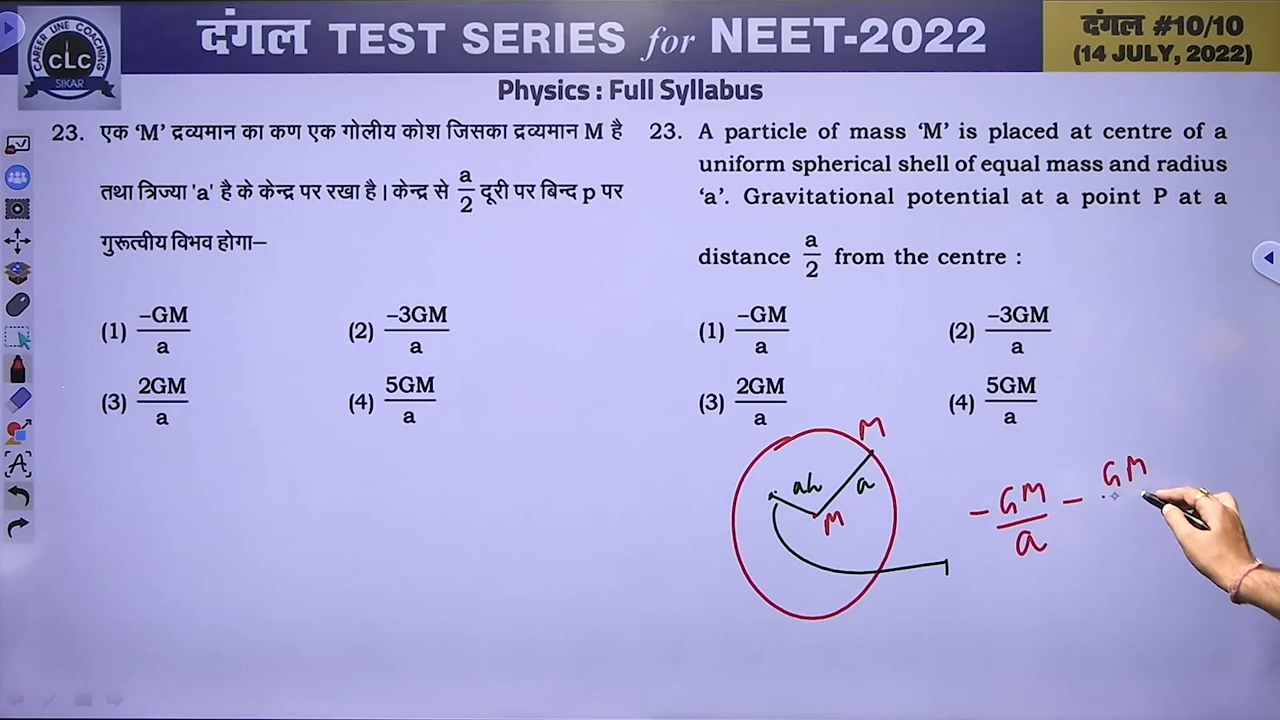 CAREER LINE COACHING
CLC
SIKAR
दंगल TEST SERIES for NEET-2022
दंगल #10/10
(14 JULY, 2022)
Physics : Full Syllabus
23. एक ‘M’ द्रव्यमान का कण एक गोलीय कोश जिसका द्रव्यमान M है
तथा त्रिज्या 'a' है के केन्द्र पर रखा है। केन्द्र से a/2 दूरी पर बिन्द p पर
गुरूत्वीय विभव होगा–
(1) –GM/a (2) –3GM/a
(3) 2GM/a (4) 5GM/a
23. A particle of mass ‘M’ is placed at centre of a
uniform spherical shell of equal mass and radius
‘a’. Gravitational potential at a point P at a
distance a/2 from the centre :
(1) –GM/a (2) –3GM/a
(3) 2GM/a (4) 5GM/a
M
a
M
– GM/a – GM